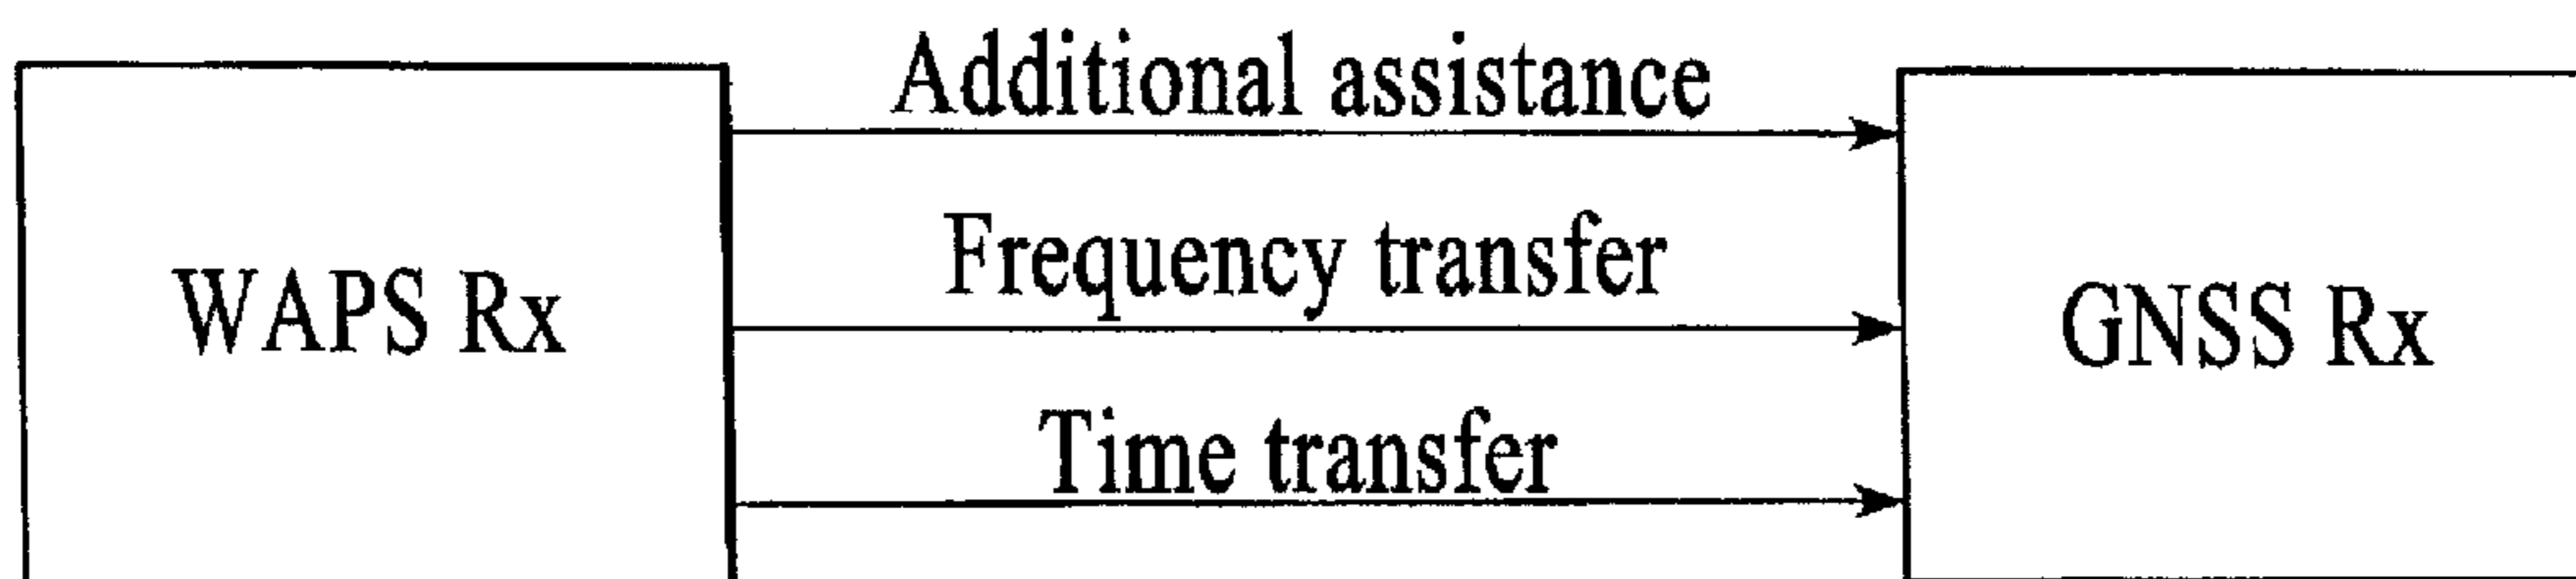 Additional assistance
Frequency transfer
WAPS Rx
GNSS Rx
Time transfer